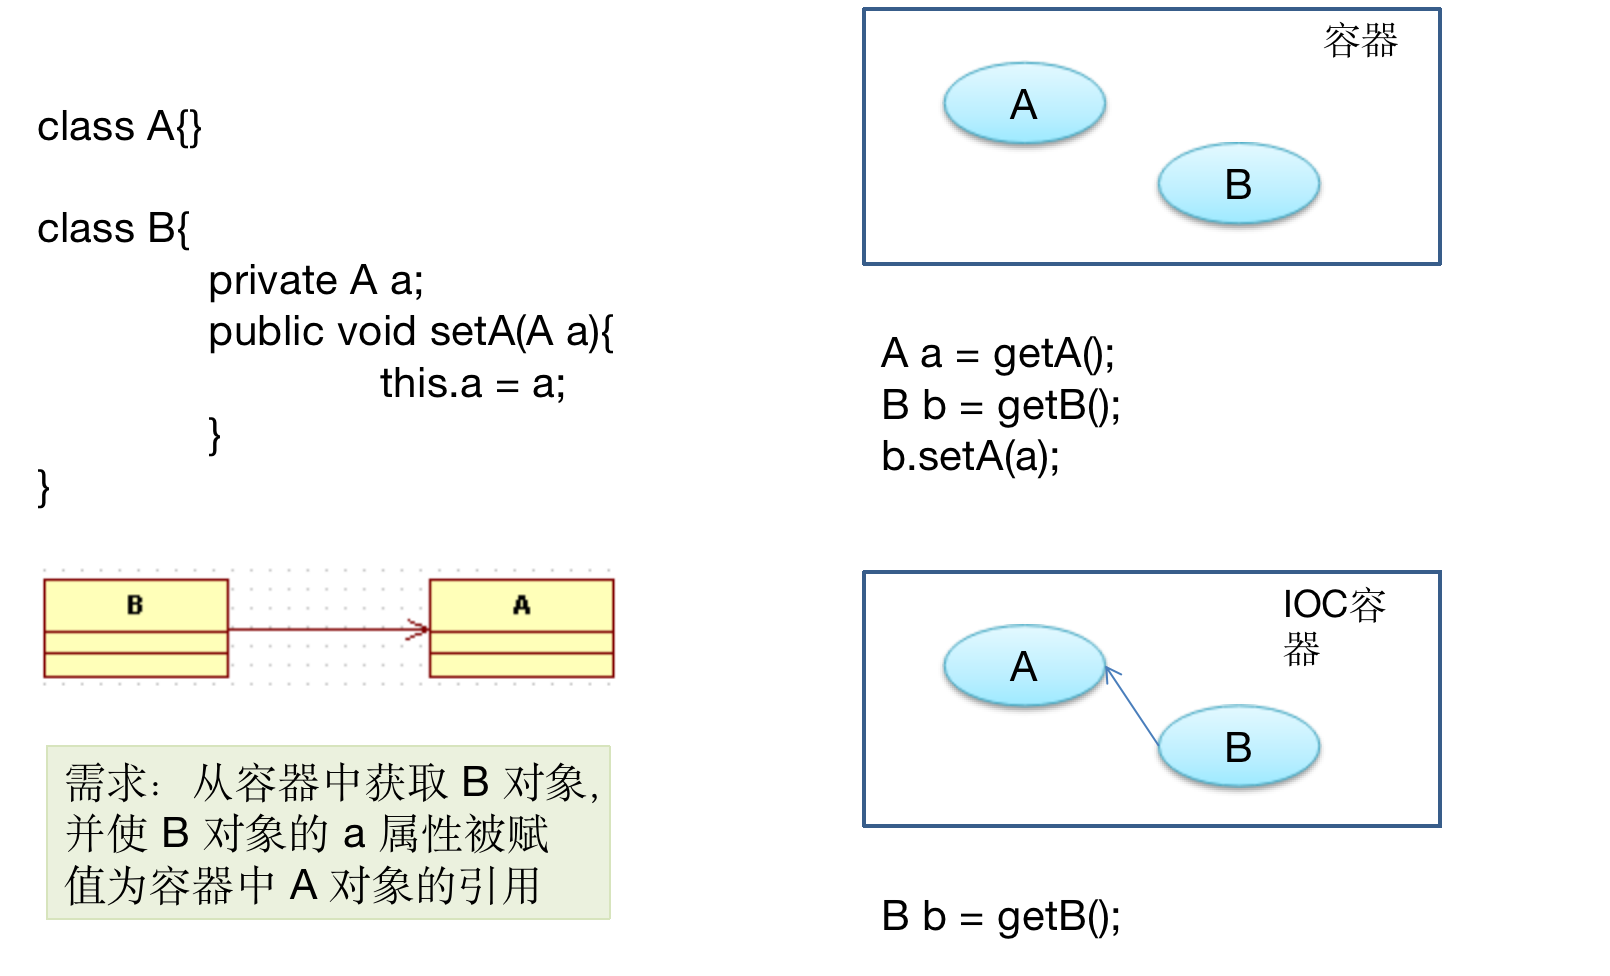 class A{}
class B{
private A a;
public void setA(A a){
this.a = a;
}
}
B
A
需求： 从容器中获取 B 对象，
并使 B 对象的 a 属性被赋
值为容器中 A 对象的引用
容器
A
B
A a = getA();
B b = getB();
b.setA(a);
IOC容
器
A
B
B b = getB();